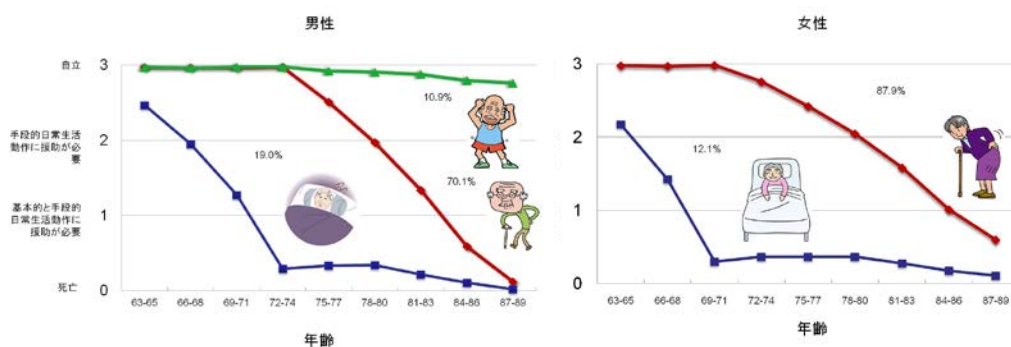 男性
自立
手段的日常生活
動作に援助が必
要
基本的と手段的
日常生活動作に
援助が必要
死亡
3
2
1
0
10.9%
19.0%
70.1%
63-65 66-68 69-71 72-74 75-77 78-80 81-83 84-86 87-89
年齢
女性
3
2
1
0
87.9%
12.1%
63-65 66-68 69-71 72-74 75-77 78-80 81-83 84-86 87-89
年齢